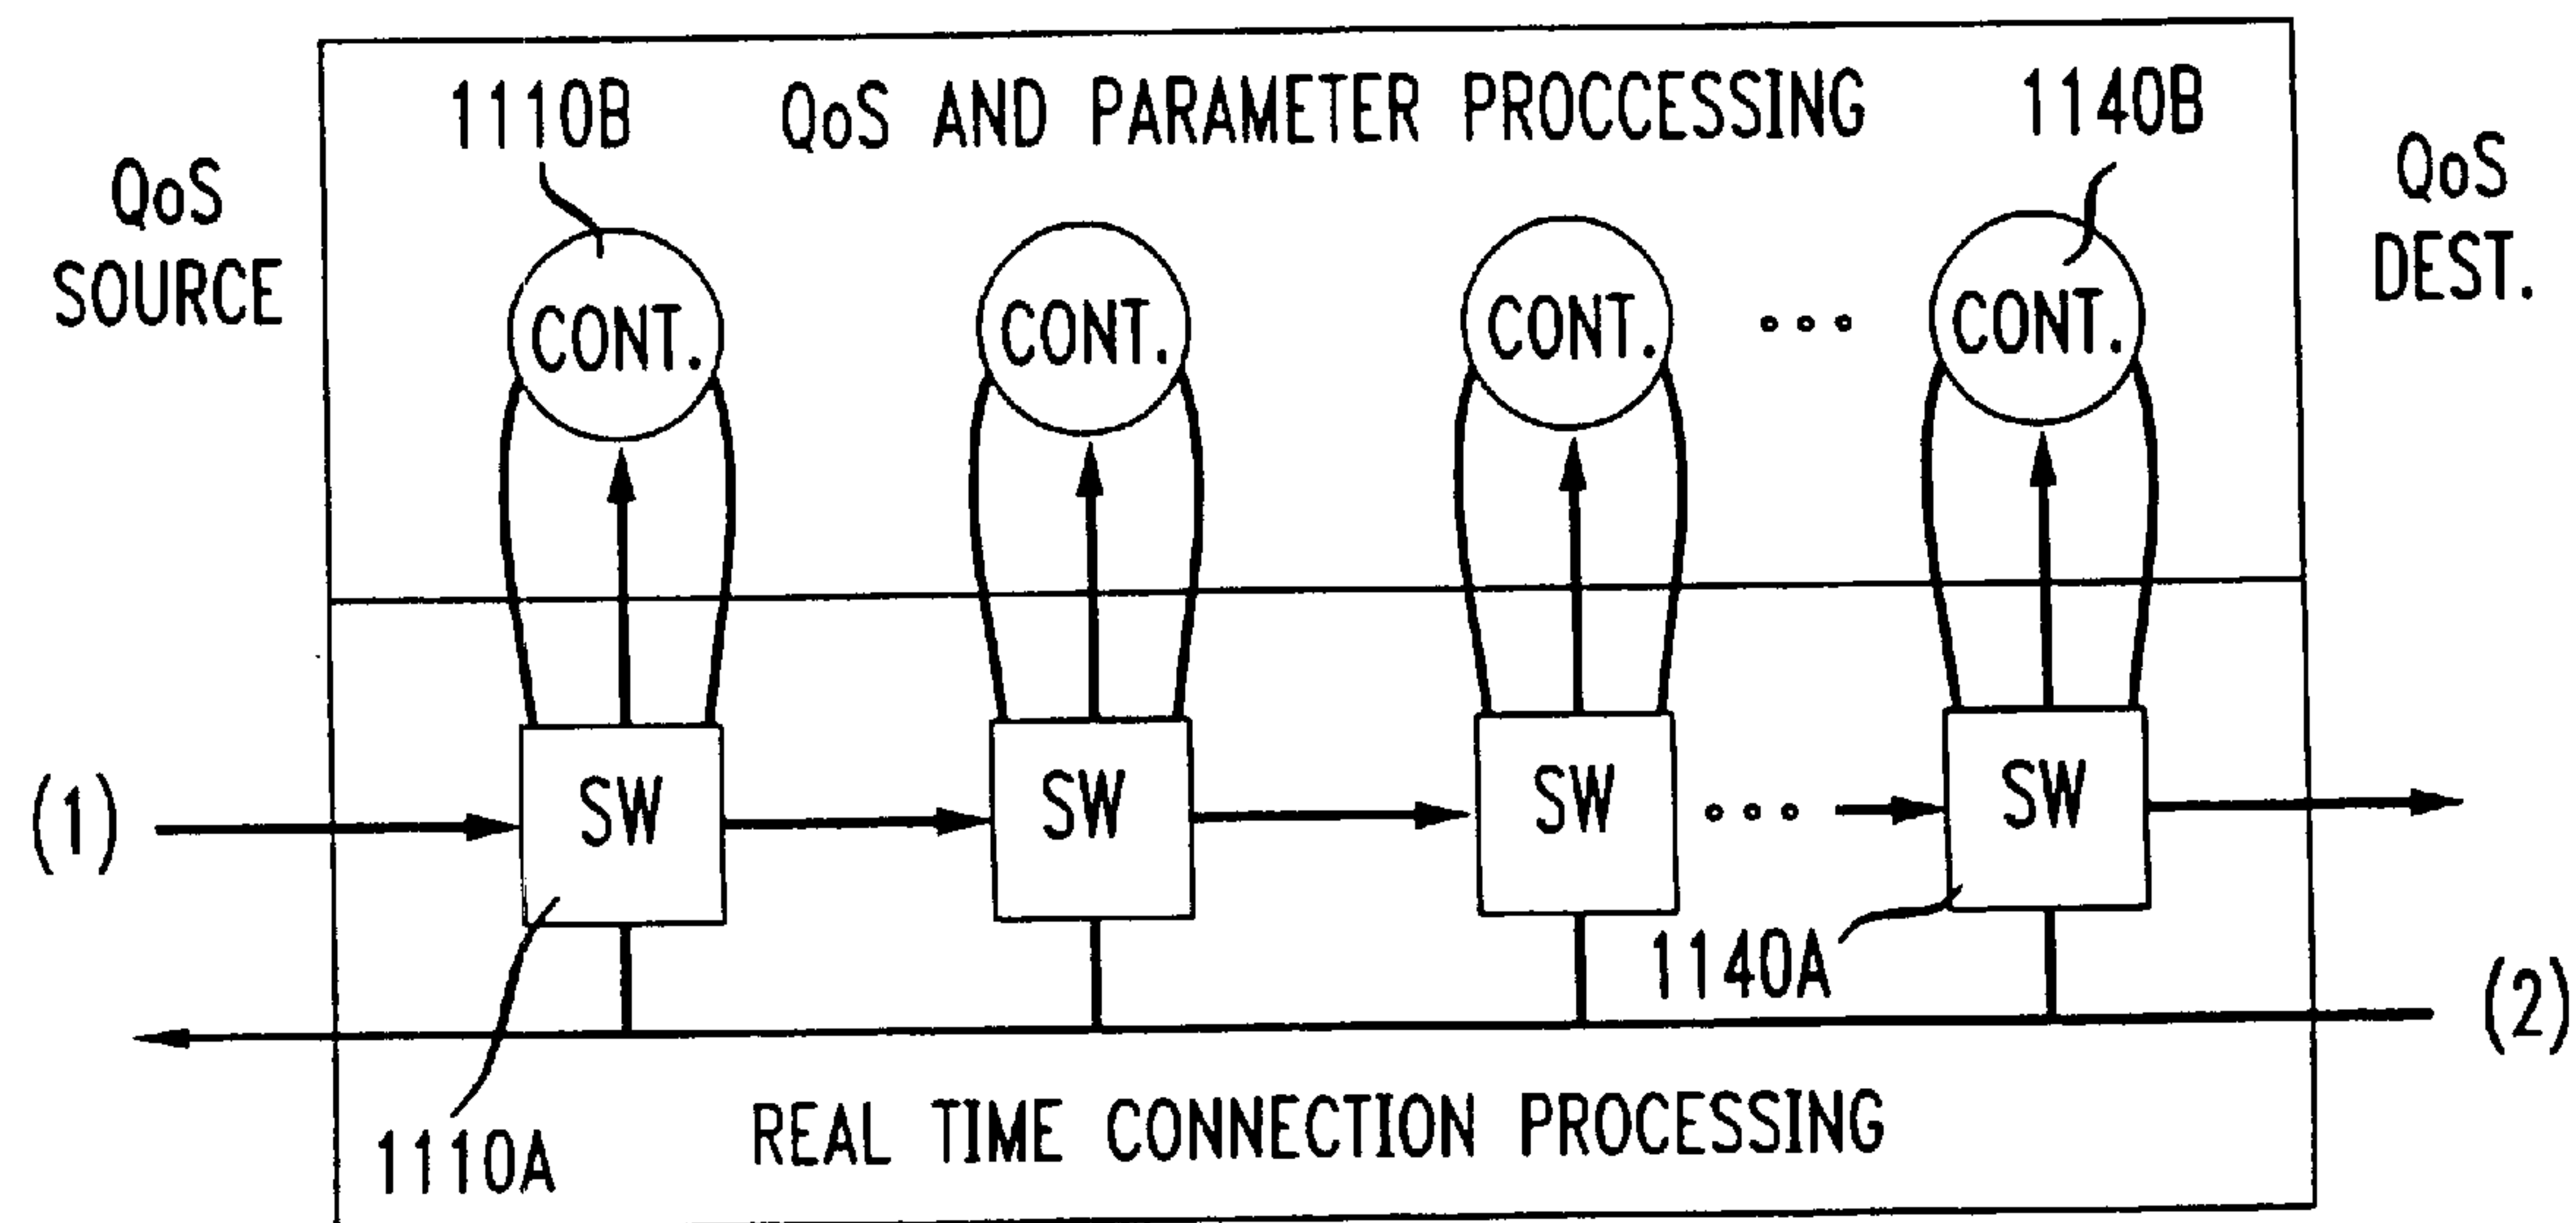 1110B
QoS AND PARAMETER PROCCESSING
1140B
QoS
SOURCE
QoS
DEST.
CONT.
CONT.
CONT.
CONT.
(1)
SW
SW
SW
SW
1140A
(2)
1110A
REAL TIME CONNECTION PROCESSING